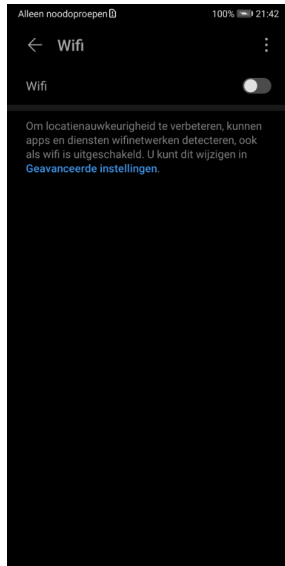 Alleen noodoproepen 100% 21:42
Wifi
Wifi
Om locatienauwkeurigheid te verbeteren, kunnen
apps en diensten wifinetwerken detecteren, ook
als wifi is uitgeschakeld. U kunt dit wijzigen in
Geavanceerde instellingen.